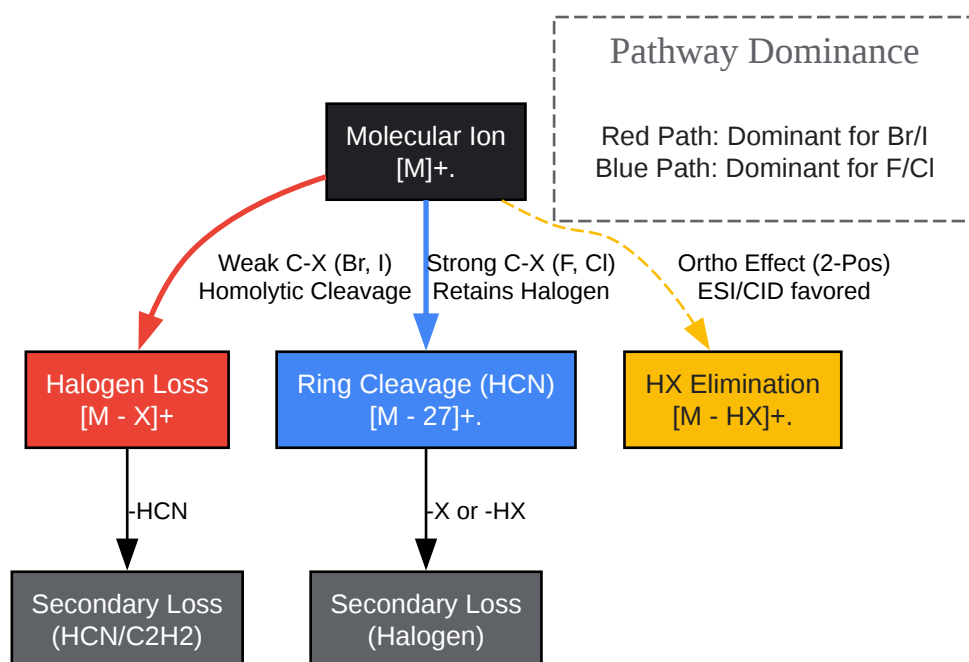 Pathway Dominance
Red Path: Dominant for Br/I
Blue Path: Dominant for F/Cl
Molecular Ion
[M]+.
Weak C-X (Br, I)
Homolytic Cleavage
Strong C-X (F, Cl)
Retains Halogen
Ortho Effect (2-Pos)
ESI/CID favored
Halogen Loss
[M - X]+
Ring Cleavage (HCN)
[M - 27]+.
HX Elimination
[M - HX]+.
-HCN
-X or -HX
Secondary Loss
(HCN/C2H2)
Secondary Loss
(Halogen)